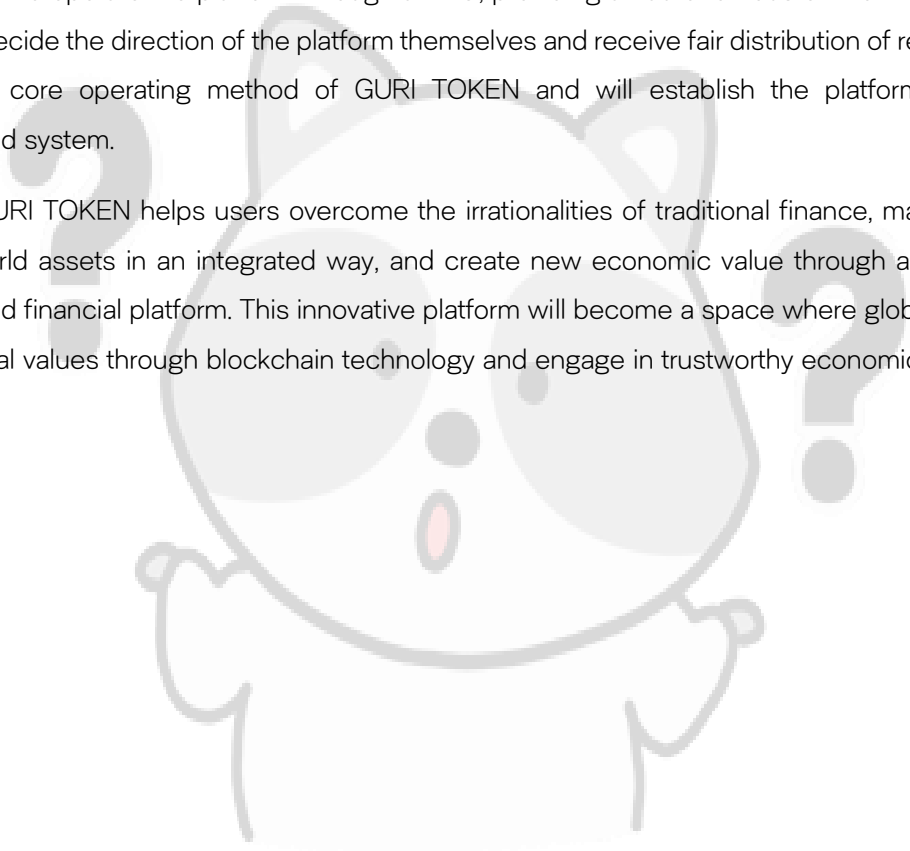 ecide the direction of the platform themselves and receive fair distribution of re
core operating method of GURI TOKEN and will establish the platform
d system.
URI TOKEN helps users overcome the irrationalities of traditional finance, ma
rld assets in an integrated way, and create new economic value through a
d financial platform. This innovative platform will become a space where glob
al values through blockchain technology and engage in trustworthy economic
? ?